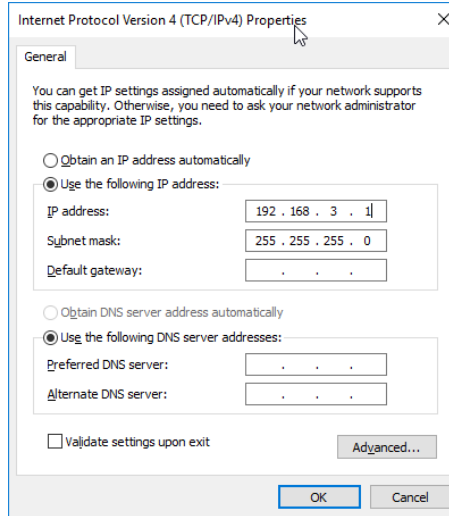 Internet Protocol Version 4 (TCP/IPv4) Properties
General
You can get IP settings assigned automatically if your network supports
this capability. Otherwise, you need to ask your network administrator
for the appropriate IP settings.
Obtain an IP address automatically
Use the following IP address:
IP address: 192 . 168 . 3 . 1
Subnet mask: 255 . 255 . 255 . 0
Default gateway: . . .
Obtain DNS server address automatically
Use the following DNS server addresses:
Preferred DNS server: . . .
Alternate DNS server: . . .
Validate settings upon exit
Advanced...
OK Cancel